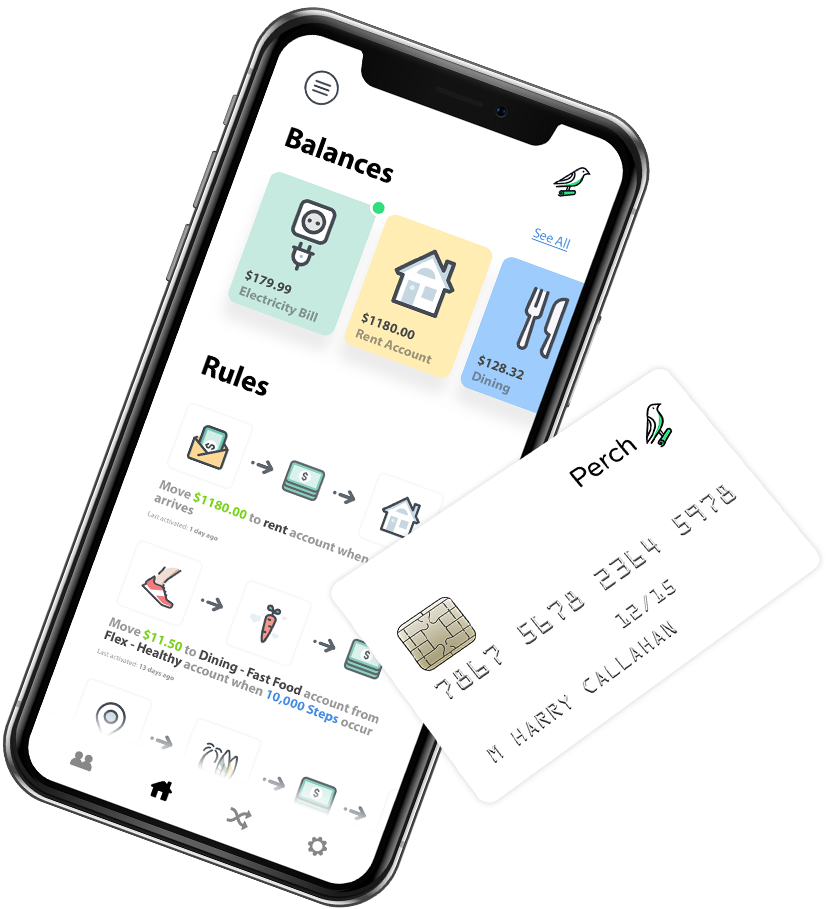 Balances
See All
$179.99
Electricity Bill
$1180.00
Rent Account
$128.32
Dining
Rules
Move $1180.00 to rent account when
arrives
Last activated: 1 day ago
Move $11.50 to Dining - Fast Food account from
Flex - Healthy account when 10,000 Steps occur
Last activated: 13 days ago
Perch
7867 5678 2364 5978
12/15
M HARRY CALLAHAN